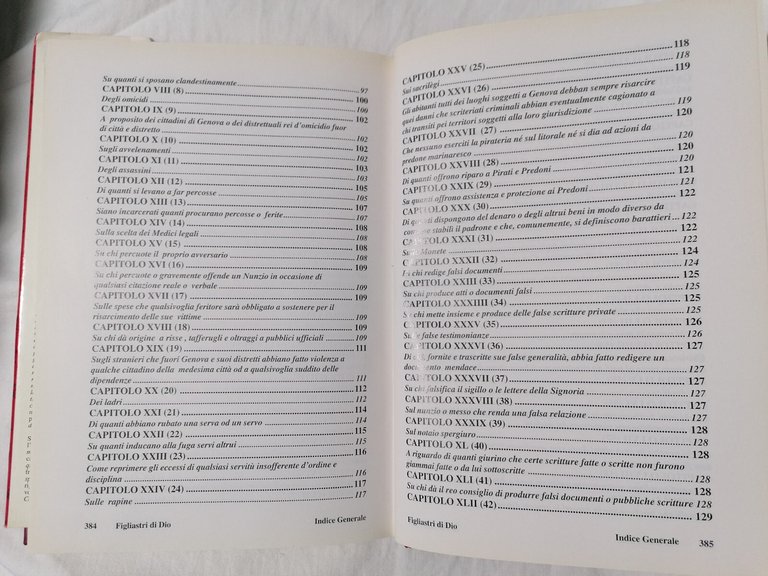 Su quanti si sposano clandestinamente ................ 97
CAPITOLO VIII (8) ................ 100
Degli omicidi ................ 100
CAPITOLO IX (9) ................ 102
A proposito dei cittadini di Genova o dei distrettuali rei d'omicidio fuor
di città e distretto ................ 102
CAPITOLO X (10) ................ 102
Sugli avvelenamenti ................ 102
CAPITOLO XI (11) ................ 103
Degli assassini ................ 103
CAPITOLO XII (12) ................ 105
Di quanti si levano a far percosse ................ 105
CAPITOLO XIII (13) ................ 107
Siano incarcerati quanti procurano percosse o ferite ................ 107
CAPITOLO XIV (14) ................ 108
Sulla scelta dei Medici legali ................ 108
CAPITOLO XV (15) ................ 108
Su chi percuote il proprio avversario ................ 108
CAPITOLO XVI (16) ................ 109
Su chi percuote o gravemente offende un Nunzio in occasione di
qualsiasi citazione reale o verbale ................ 109
CAPITOLO XVII (17) ................ 109
Sulle spese che qualsivoglia feritore sarà obbligato a sostenere per il
risarcimento delle sue vittime ................ 109
CAPITOLO XVIII (18) ................ 109
Su chi dà origine a risse, tafferugli e oltraggi a pubblici ufficiali ................ 109
CAPITOLO XIX (19) ................ 111
Sugli stranieri che fuori Genova e suoi distretti abbiano fatto violenza a
qualche cittadino della medesima città od a qualsivoglia suddito delle
dipendenze ................ 111
CAPITOLO XX (20) ................ 112
Dei ladri ................ 112
CAPITOLO XXI (21) ................ 114
Di quanti abbiano rubato una serva od un servo ................ 114
CAPITOLO XXII (22) ................ 115
Su quanti inducano alla fuga servi altrui ................ 115
CAPITOLO XXIII (23) ................ 116
Come reprimere gli eccessi di qualsiasi servitù insofferente d'ordine e
disciplina ................ 116
CAPITOLO XXIV (24) ................ 117
Sulle rapine ................ 117
384 Figliastri di Dio Indice Generale
CAPITOLO XXV (25) ................ 118
Sui sacrilegi ................ 118
CAPITOLO XXVI (26) ................ 119
Gli abitanti tutti dei luoghi soggetti a Genova debban sempre risarcire
quei danni che scriteriati criminali abbian eventualmente cagionato a
chi transiti pei territori soggetti alla loro giurisdizione ................ 119
CAPITOLO XXVII (27) ................ 120
Che nessuno eserciti la pirateria né sul litorale né si dia ad azioni da
predone marinaresco ................ 120
CAPITOLO XXVIII (28) ................ 120
Di quanti offrono riparo a Pirati e Predoni ................ 120
CAPITOLO XXIX (29) ................ 121
Su quanti offrono assistenza e protezione ai Predoni ................ 121
CAPITOLO XXX (30) ................ 122
Di quanti dispongono del denaro o degli altrui beni in modo diverso da
come stabilì il padrone e che, comunemente, si definiscono barattieri ... 122
CAPITOLO XXXI (31) ................ 122
Sulle Monete ................ 122
CAPITOLO XXXII (32) ................ 124
Di chi redige falsi documenti ................ 124
CAPITOLO XXXIII (33) ................ 125
Su chi produce atti o documenti falsi ................ 125
CAPITOLO XXXIIII (34) ................ 125
Su chi mette insieme e produce delle false scritture private ................ 125
CAPITOLO XXXV (35) ................ 126
Sulle false testimonianze ................ 126
CAPITOLO XXXVI (36) ................ 127
Di chi, fornite e trascritte sue false generalità, abbia fatto redigere un
documento mendace ................ 127
CAPITOLO XXXVII (37) ................ 127
Su chi falsifica il sigillo o le lettere della Signoria ................ 127
CAPITOLO XXXVIII (38) ................ 127
Sul nunzio o messo che renda una falsa relazione ................ 127
CAPITOLO XXXIX (39) ................ 128
Sul notaio spergiuro ................ 128
CAPITOLO XL (40) ................ 128
A riguardo di quanti giurino che certe scritture fatte o scritte non furono
giammai fatte o da lui sottoscritte ................ 128
CAPITOLO XLI (41) ................ 128
Su chi dà il reo consiglio di produrre falsi documenti o pubbliche scritture 128
CAPITOLO XLII (42) ................ 129
Figliastri di Dio Indice Generale 385